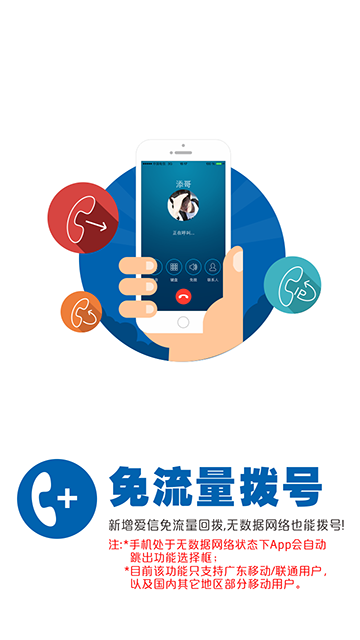 添哥
正在呼叫...
键盘
免提
联系人
IP
免流量拨号
新增爱信免流量回拨,无数据网络也能拨号!
注:*手机处于无数据网络状态下App会自动
跳出功能选择框；
*目前该功能只支持广东移动/联通用户，
以及国内其它地区部分移动用户。